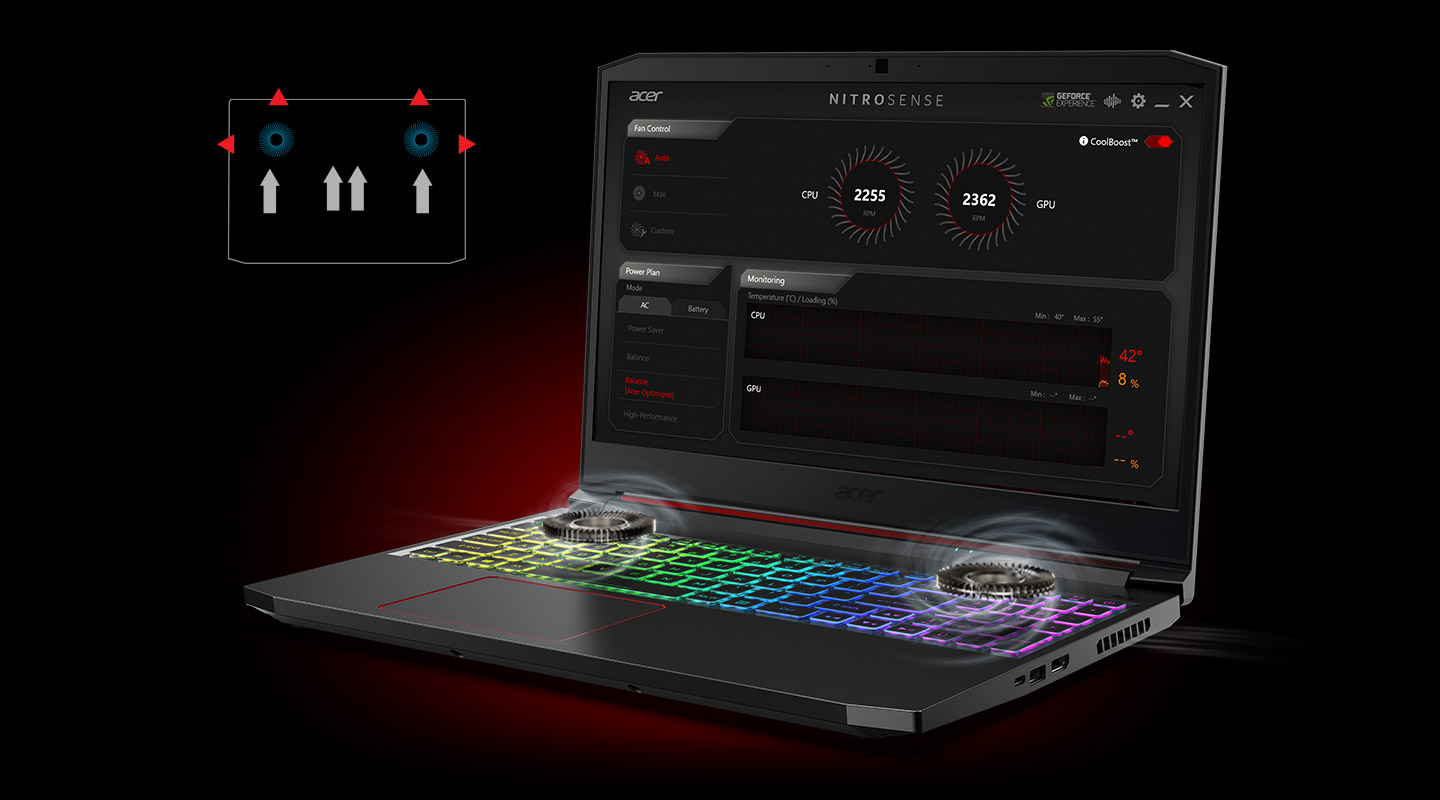 acer
NITROSENSE
GEFORCE
EXPERIENCE
Fan Control
CoolBoost™
Auto
Max
Custom
CPU
2255
RPM
2362
RPM
GPU
Power Plan
Mode
AC
Battery
Power Saver
Balance
Balance
[Acer Optimized]
High-Performance
Monitoring
Temperature (°C) / Loading (%)
CPU
Min : 40° Max : 55°
42°
8 %
GPU
Min : --° Max : --°
--°
-- %
acer